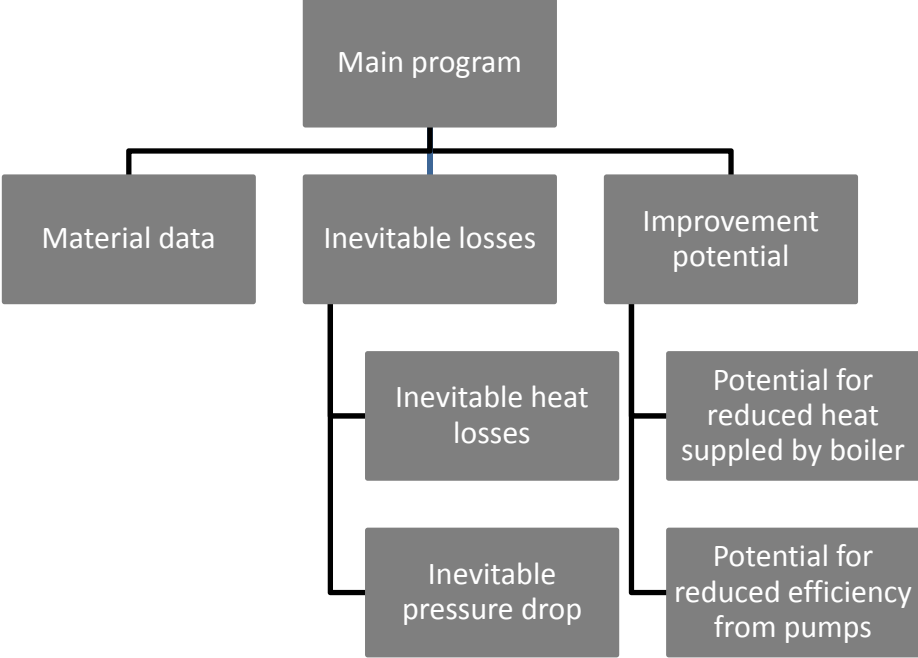 Main program
Material data
Inevitable losses
Improvement
potential
Inevitable heat
losses
Potential for
reduced heat
suppled by boiler
Inevitable
pressure drop
Potential for
reduced efficiency
from pumps